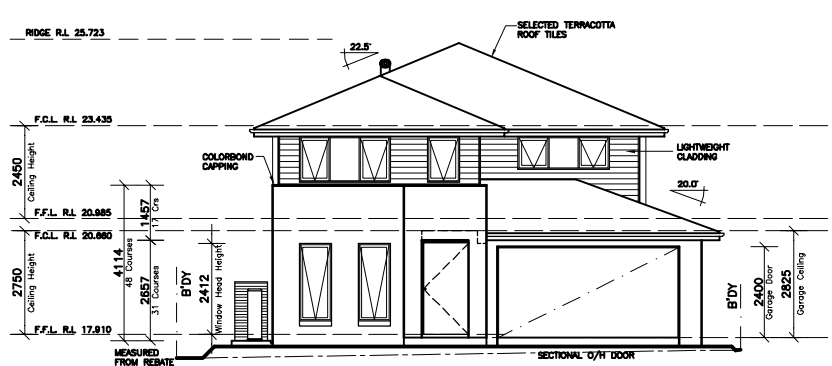 RIDGE R.L 25.723
22.5°
SELECTED TERRACOTTA
ROOF TILES
F.C.L. R.L 23.435
2450
Ceiling Height
COLORBOND
CAPPING
LIGHTWEIGHT
CLADDING
20.0°
F.F.L. R.L 20.985
F.C.L. R.L 20.660
1457
17 Crs
4114
48 Courses
2657
31 Courses
2750
Ceiling Height
B'DY
2412
Window Head Height
B'DY
2400
Garage Door
2825
Garage Ceiling
F.F.L. R.L 17.910
MEASURED
FROM REBATE
SECTIONAL O/H DOOR